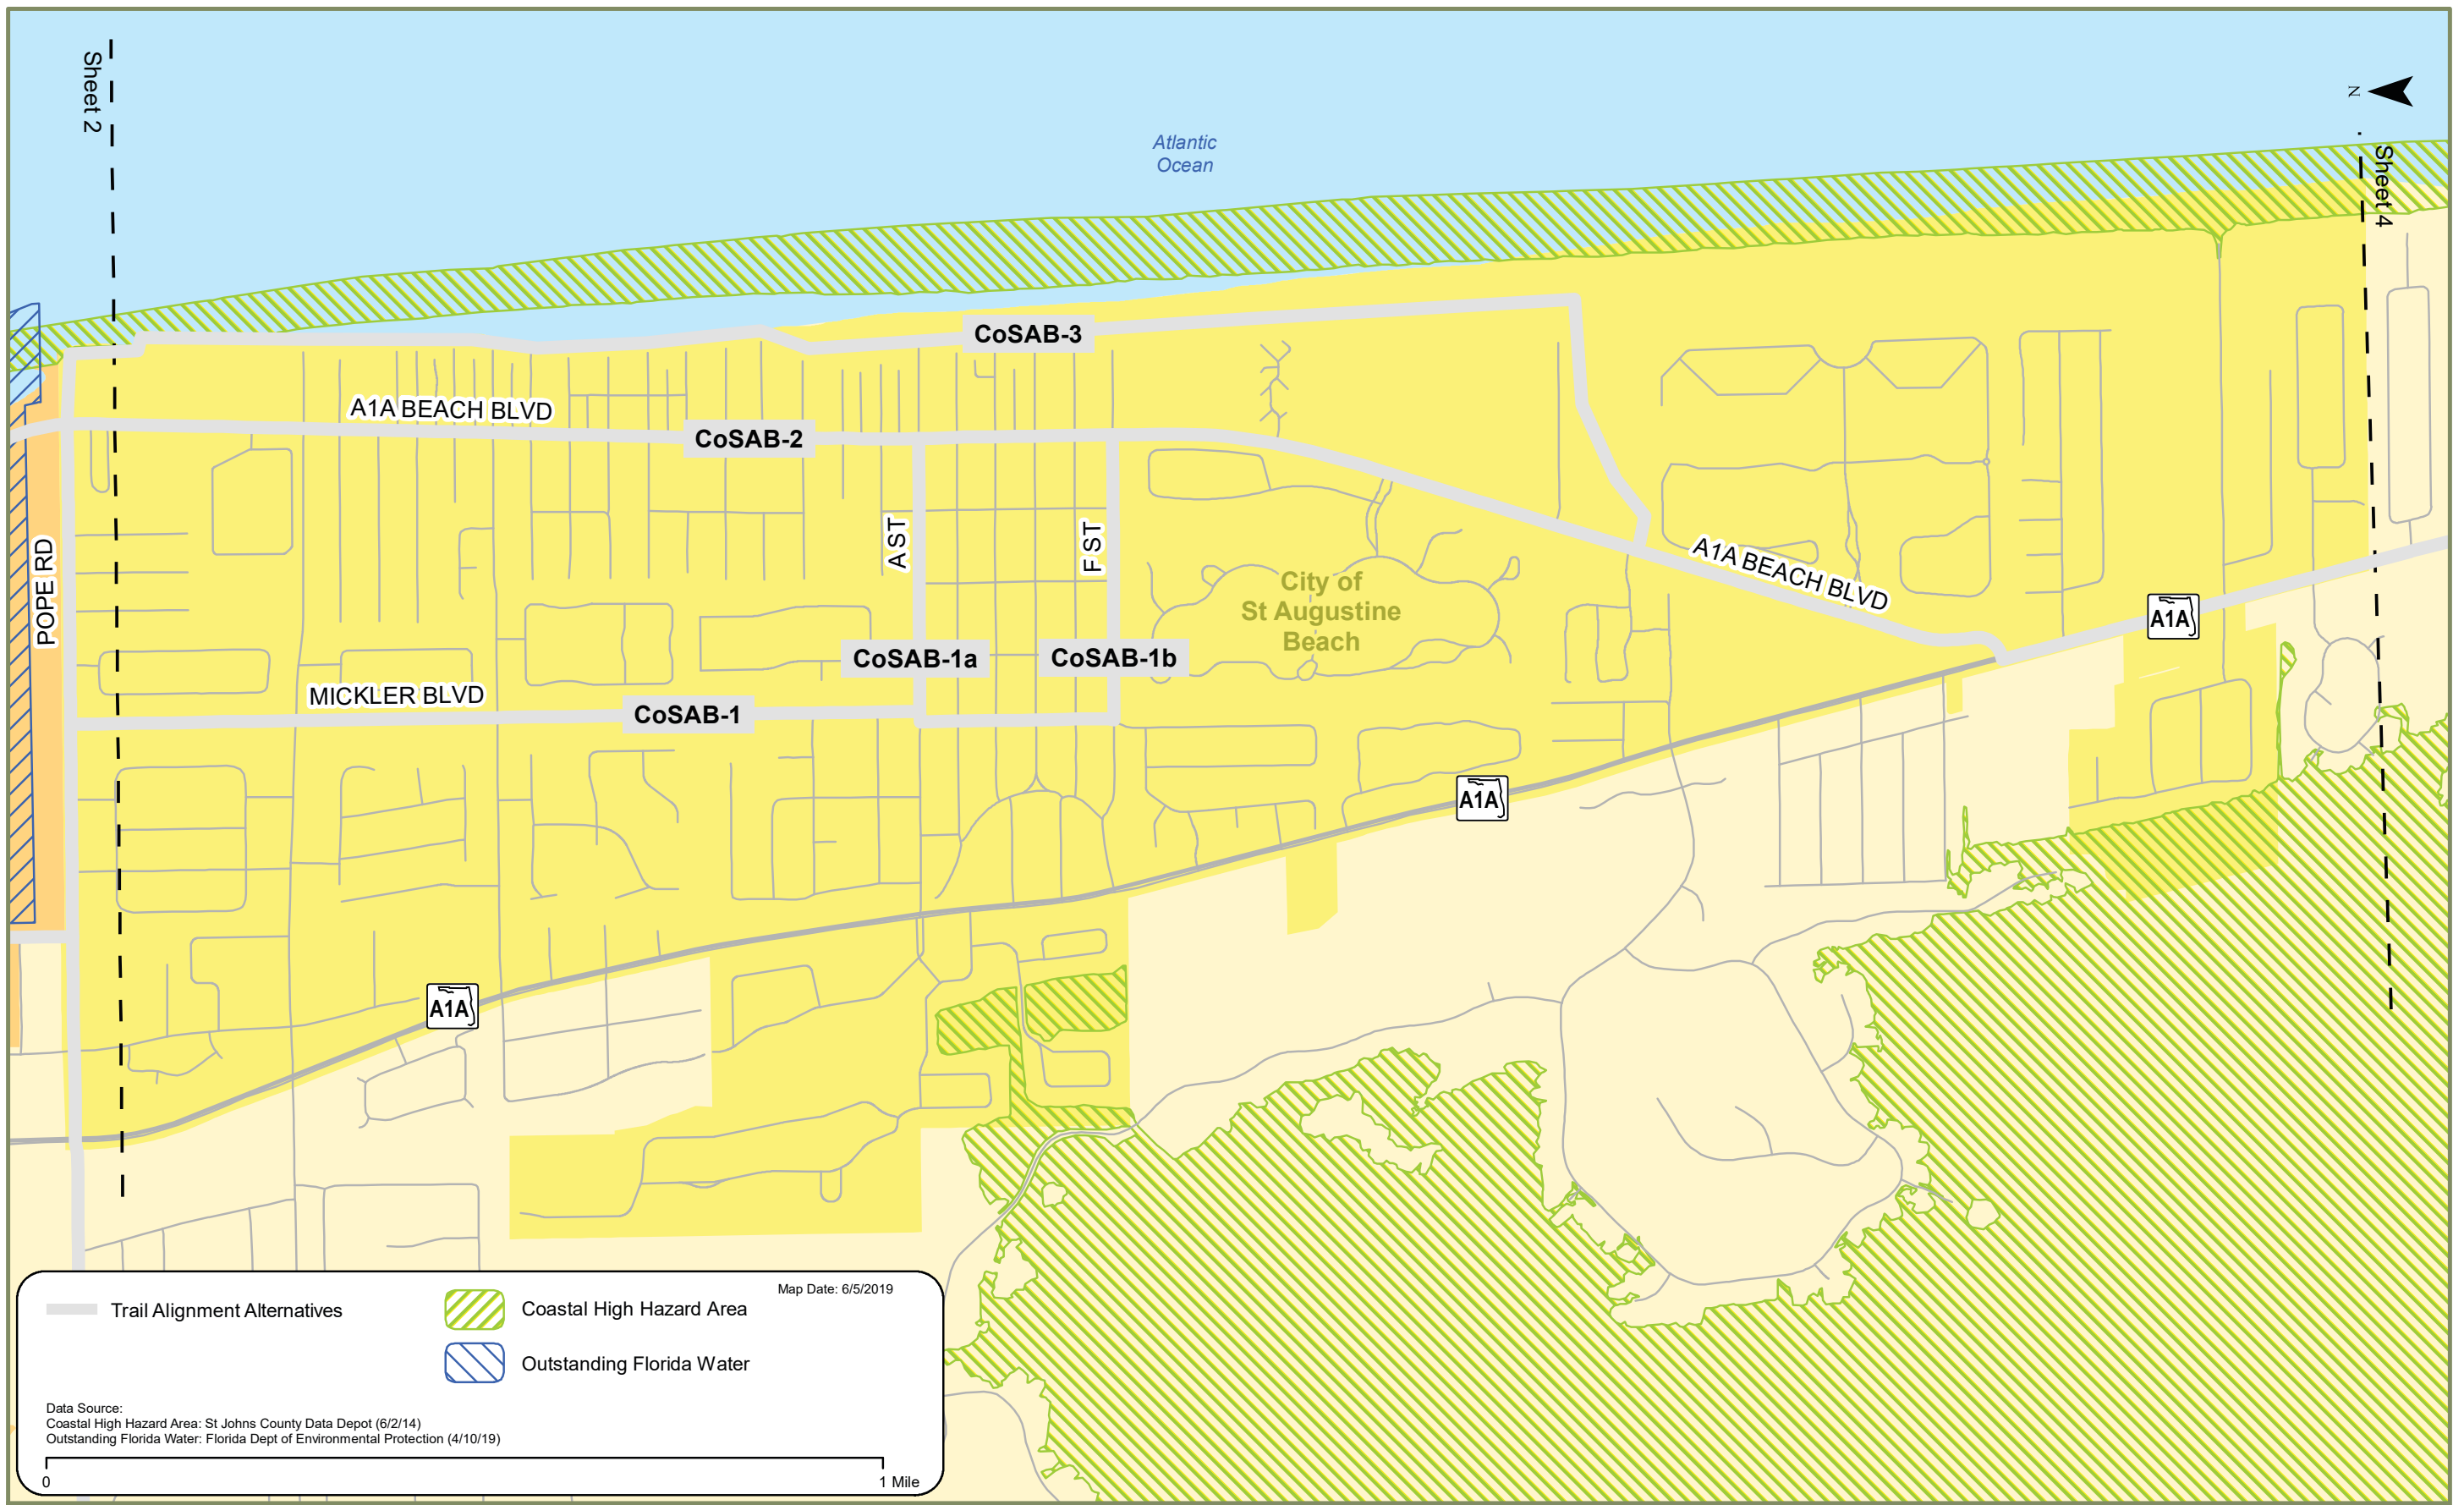 Sheet 2
N
Sheet 4
Atlantic
Ocean
CoSAB-3
A1A BEACH BLVD
CoSAB-2
POPE RD
A ST
F ST
A1A BEACH BLVD
City of
St Augustine
Beach
A1A
CoSAB-1a
CoSAB-1b
MICKLER BLVD
CoSAB-1
A1A
A1A
Map Date: 6/5/2019
Trail Alignment Alternatives
Coastal High Hazard Area
Outstanding Florida Water
Data Source:
Coastal High Hazard Area: St Johns County Data Depot (6/2/14)
Outstanding Florida Water: Florida Dept of Environmental Protection (4/10/19)
0
1 Mile